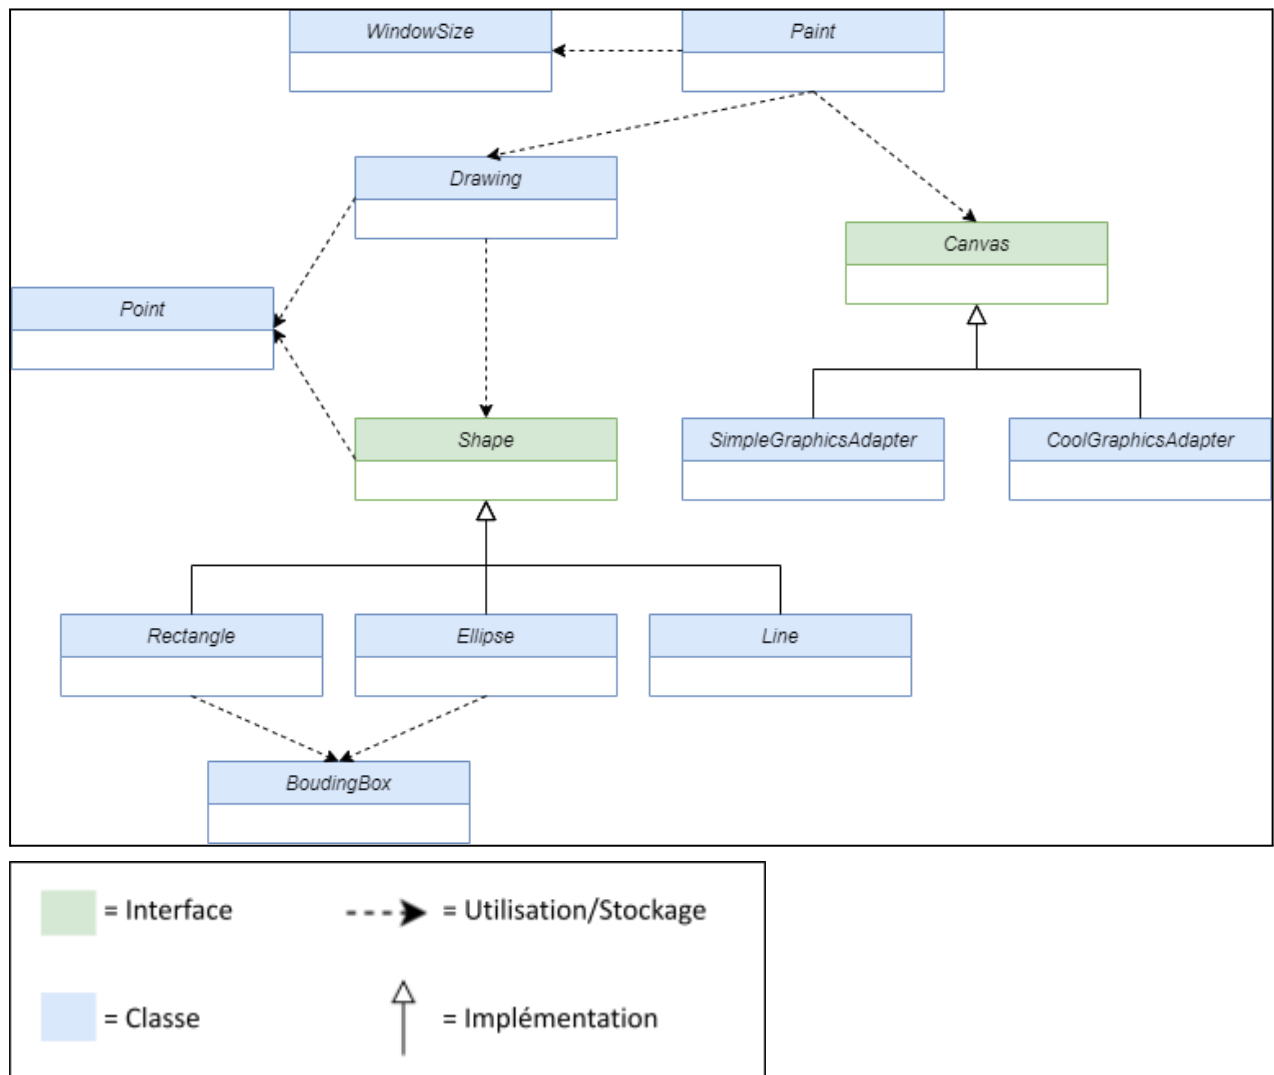 WindowSize
Paint
Drawing
Canvas
Point
Shape
SimpleGraphicsAdapter
CoolGraphicsAdapter
Rectangle
Ellipse
Line
BoudingBox
= Interface
= Utilisation/Stockage
= Classe
= Implémentation